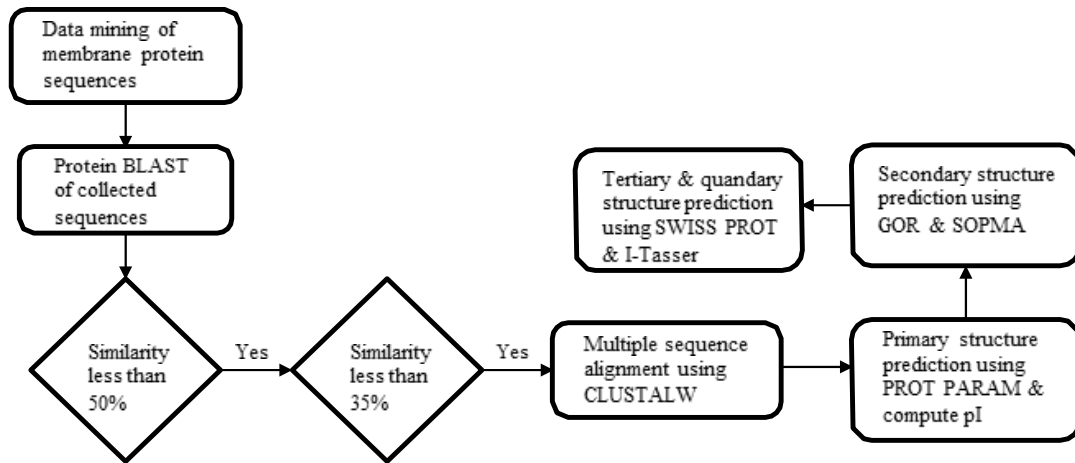 Data mining of
membrane protein
sequences
Protein BLAST
of collected
sequences
Similarity
less than
50%
Yes
Similarity
less than
35%
Yes
Multiple sequence
alignment using
CLUSTALW
Primary structure
prediction using
PROT PARAM &
compute pI
Secondary structure
prediction using
GOR & SOPMA
Tertiary & quandary
structure prediction
using SWISS PROT
& I-Tasser